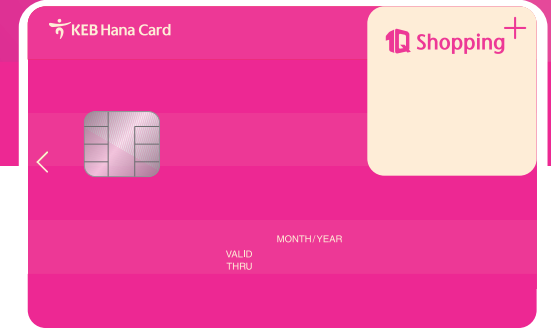 KEB Hana Card
1Q Shopping+
MONTH/YEAR
VALID
THRU